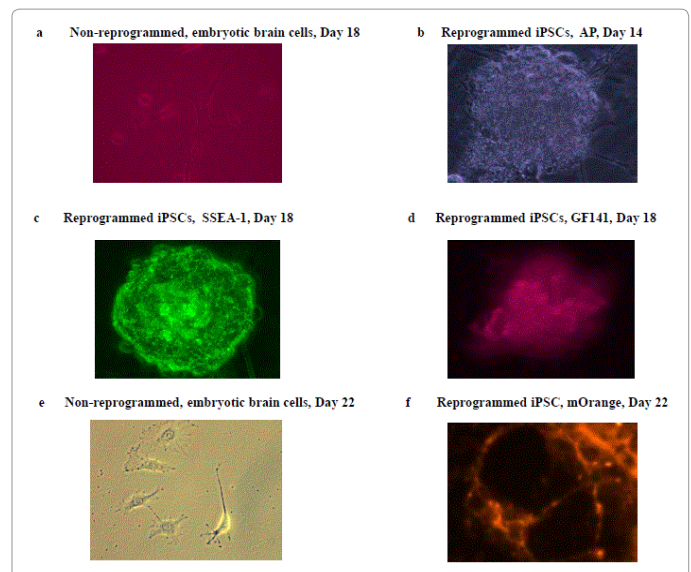 a Non-reprogrammed, embryotic brain cells, Day 18
b Reprogrammed iPSCs, AP, Day 14
c Reprogrammed iPSCs, SSEA-1, Day 18
d Reprogrammed iPSCs, GF141, Day 18
e Non-reprogrammed, embryotic brain cells, Day 22
f Reprogrammed iPSC, mOrange, Day 22